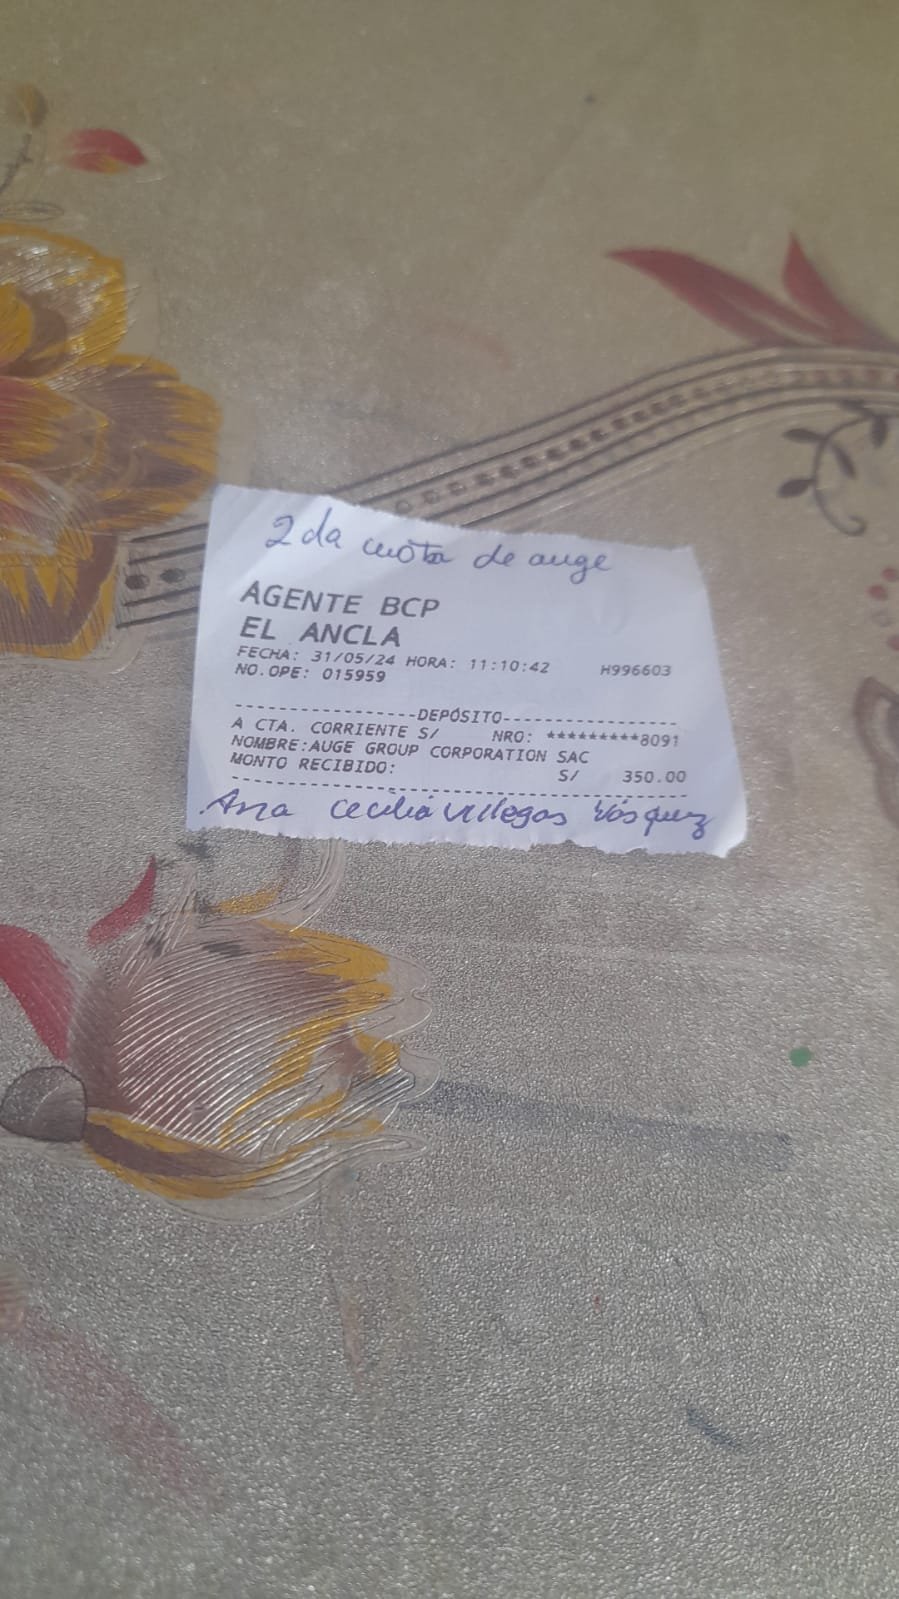 2da cuota de auge
AGENTE BCP
EL ANCLA
FECHA: 31/05/24 HORA: 11:10:42 H996603
NO.OPE: 015959
-----------------DEPÓSITO----------------
A CTA. CORRIENTE S/ NRO: *********8091
NOMBRE:AUGE GROUP CORPORATION SAC
MONTO RECIBIDO: S/ 350.00
Ana Cecilia Villegas Vásquez